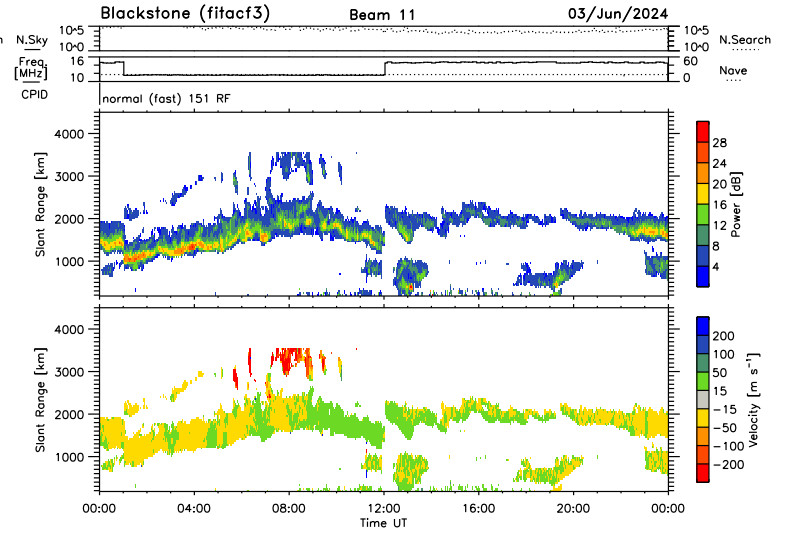 Blackstone (fitacf3) Beam 11 03/Jun/2024
n N.Sky 10^5 10^5 N.Search
10^0 10^0
Freq. 16 60
[MHz] 10 0 Nave
CPID normal (fast) 151 RF
Slant Range [km]
4000
3000
2000
1000
28
24
20
16
12
8
4
Power [dB]
Slant Range [km]
4000
3000
2000
1000
200
100
50
15
-15
-50
-100
-200
Velocity [m s^-1]
00:00 04:00 08:00 12:00 16:00 20:00 00:00
Time UT